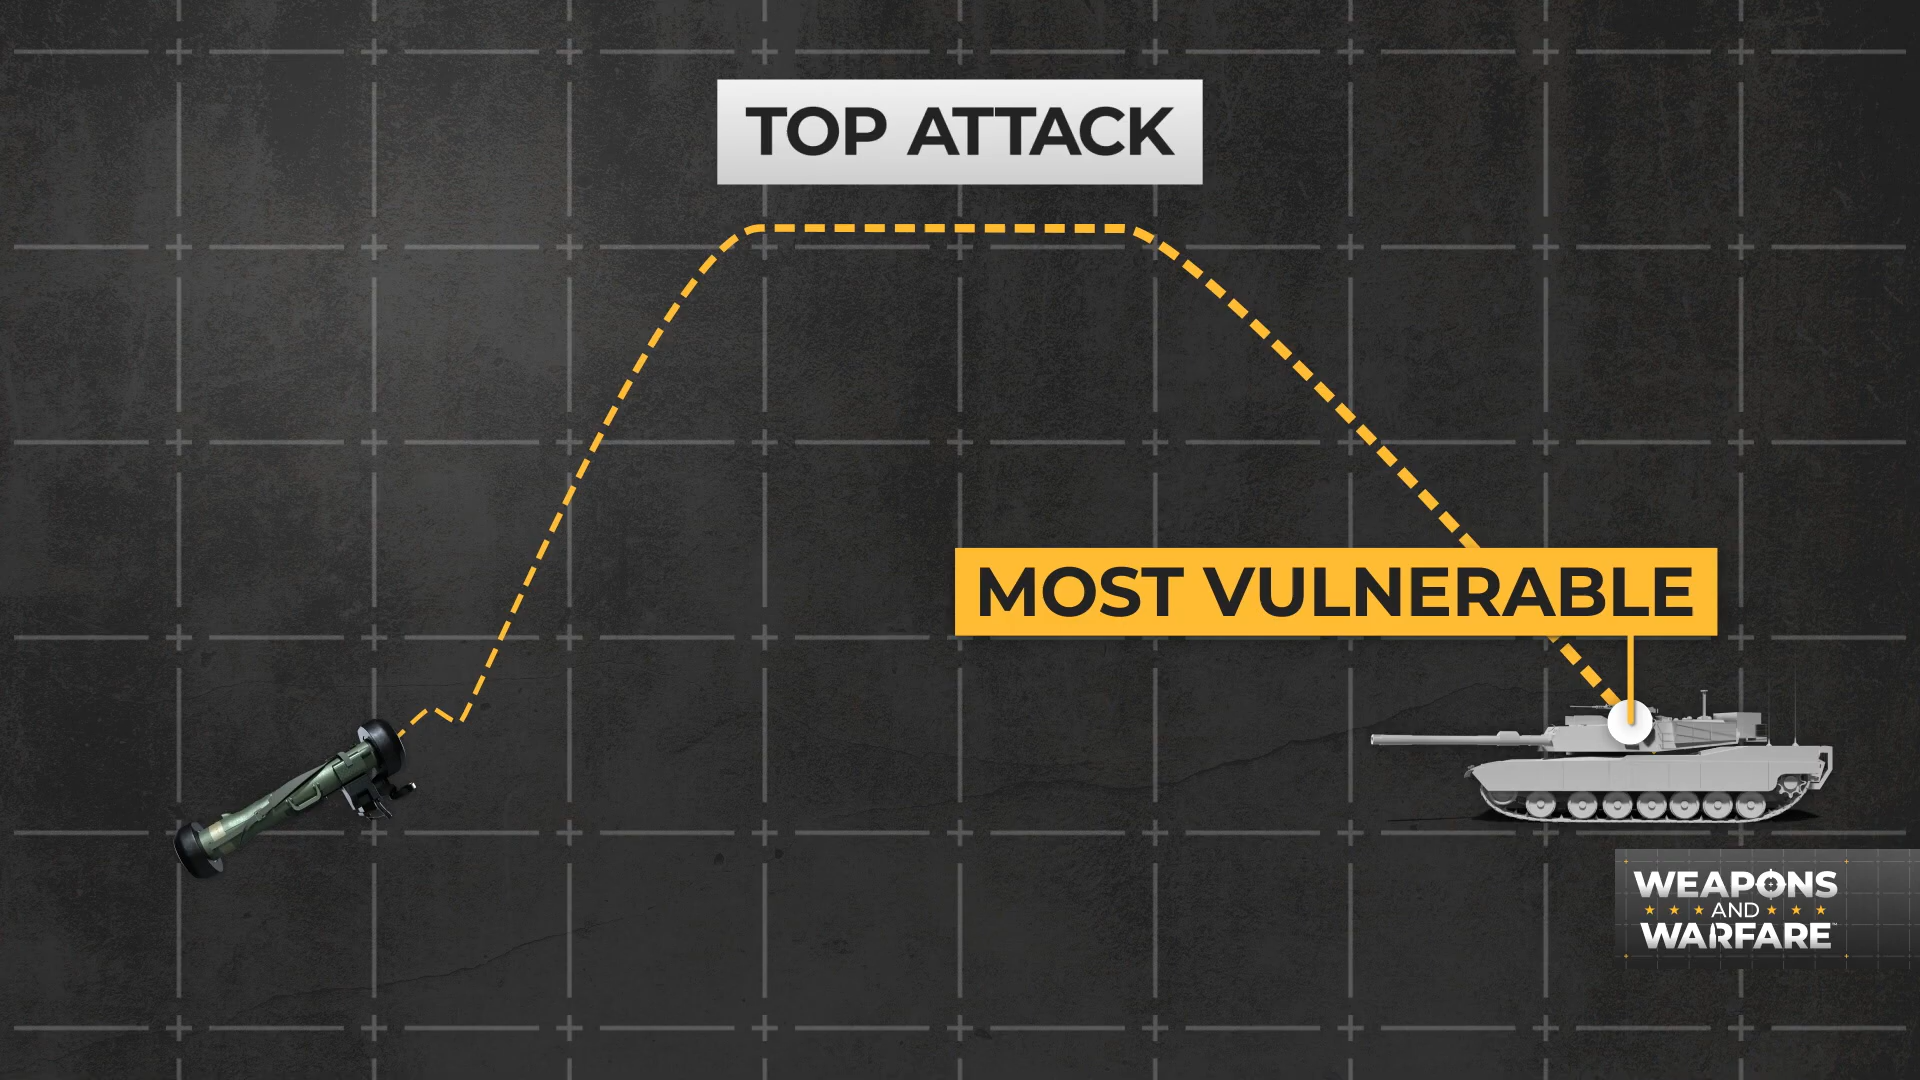 TOP ATTACK
MOST VULNERABLE
WEAPONS
AND
WARFARE